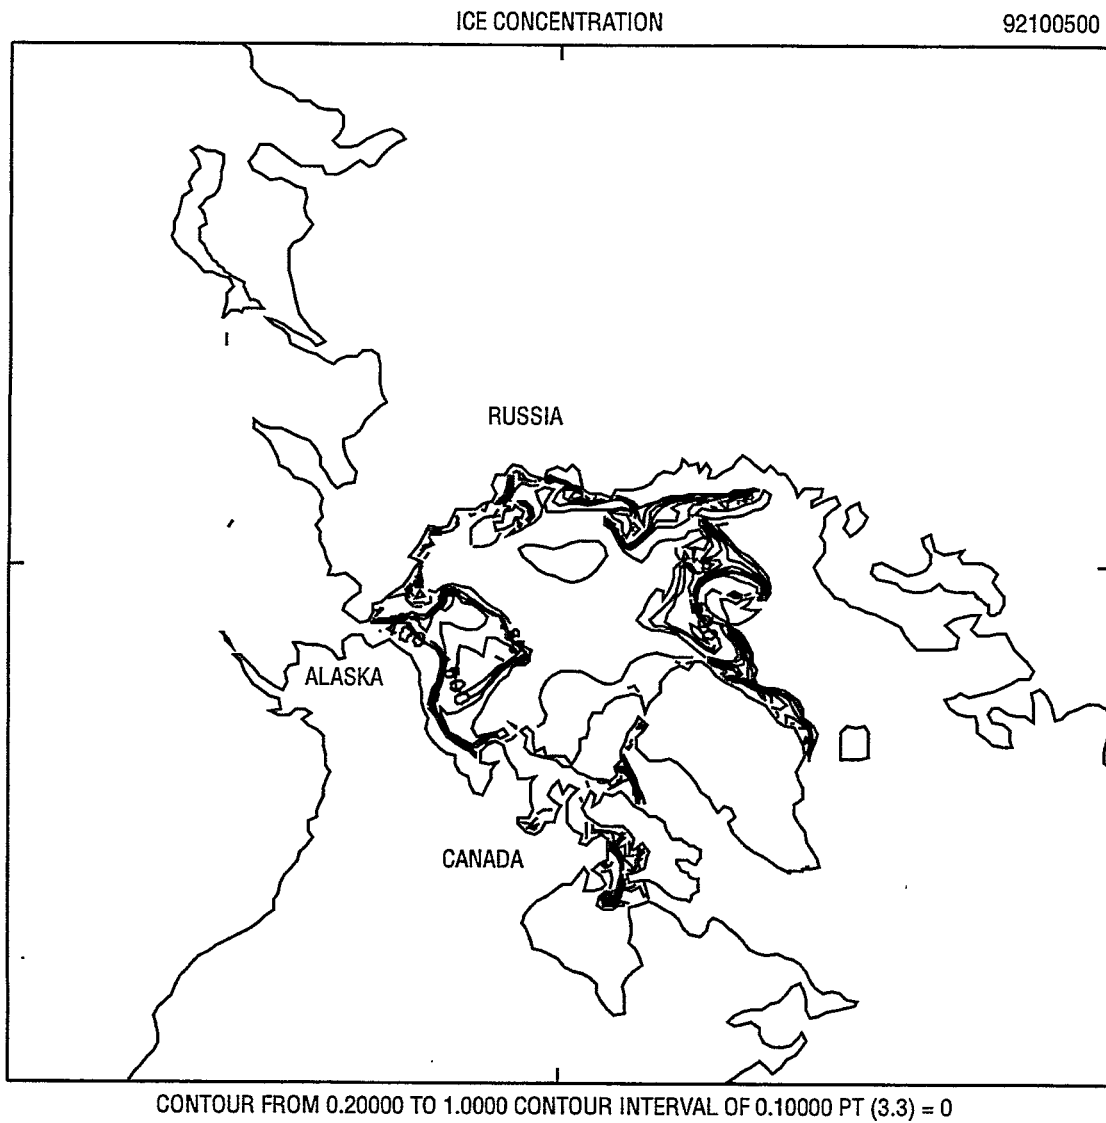 ICE CONCENTRATION 92100500
RUSSIA
ALASKA
CANADA
CONTOUR FROM 0.20000 TO 1.0000 CONTOUR INTERVAL OF 0.10000 PT (3.3) = 0